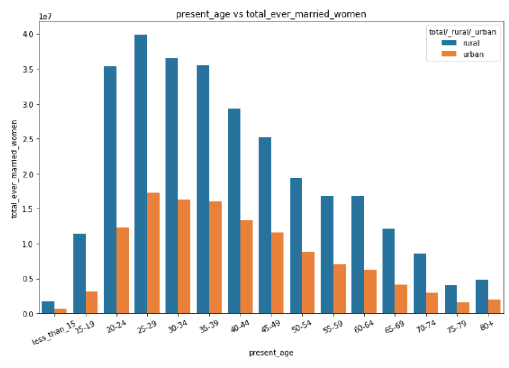 present_age vs total_ever_married_women
1e7
total/_rural/_urban
rural
urban
4.0
3.5
3.0
2.5
2.0
1.5
1.0
0.5
0.0
total_ever_married_women
less_than_15 15-19 20-24 25-29 30-34 35-39 40-44 45-49 50-54 55-59 60-64 65-69 70-74 75-79 80+
present_age